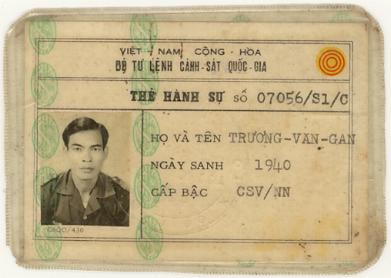 VIỆT · NAM CỘNG · HÒA
BỘ TƯ LỆNH CẢNH-SÁT QUỐC-GIA
THẺ HÀNH SỰ SỐ 07056/S1/C
HỌ VÀ TÊN TRƯƠNG-VĂN-GAN
NGÀY SANH 1940
CẤP BẬC CSV/NN